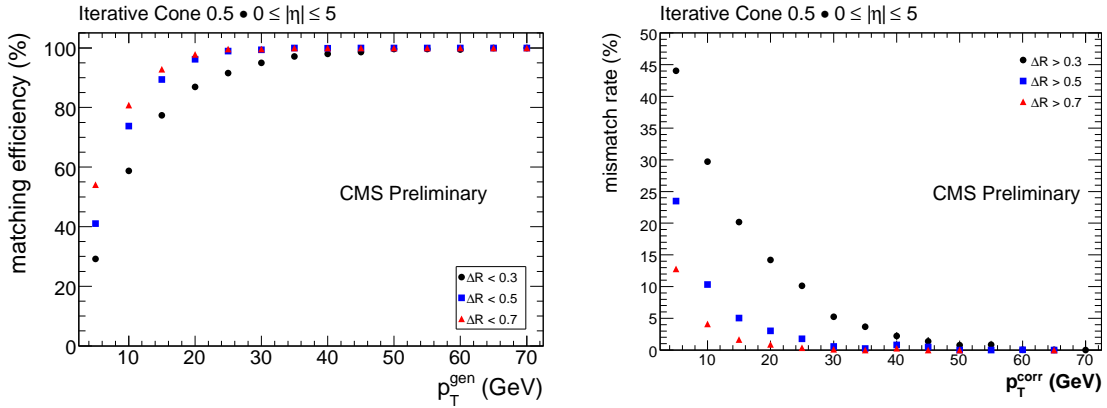 Iterative Cone 0.5 ● 0 ≤ |η| ≤ 5
matching efficiency (%)
100
80
60
40
20
0
CMS Preliminary
ΔR < 0.3
ΔR < 0.5
ΔR < 0.7
10 20 30 40 50 60 70
p_T^gen (GeV)
Iterative Cone 0.5 ● 0 ≤ |η| ≤ 5
mismatch rate (%)
50
45
40
35
30
25
20
15
10
5
0
ΔR > 0.3
ΔR > 0.5
ΔR > 0.7
CMS Preliminary
10 20 30 40 50 60 70
p_T^corr (GeV)